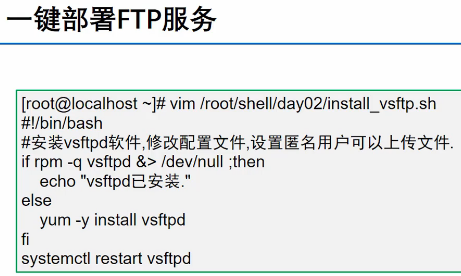 一键部署FTP服务
[root@localhost ~]# vim /root/shell/day02/install_vsftp.sh
#!/bin/bash
#安装vsftpd软件,修改配置文件,设置匿名用户可以上传文件.
if rpm -q vsftpd &> /dev/null ;then
    echo "vsftpd已安装."
else
    yum -y install vsftpd
fi
systemctl restart vsftpd